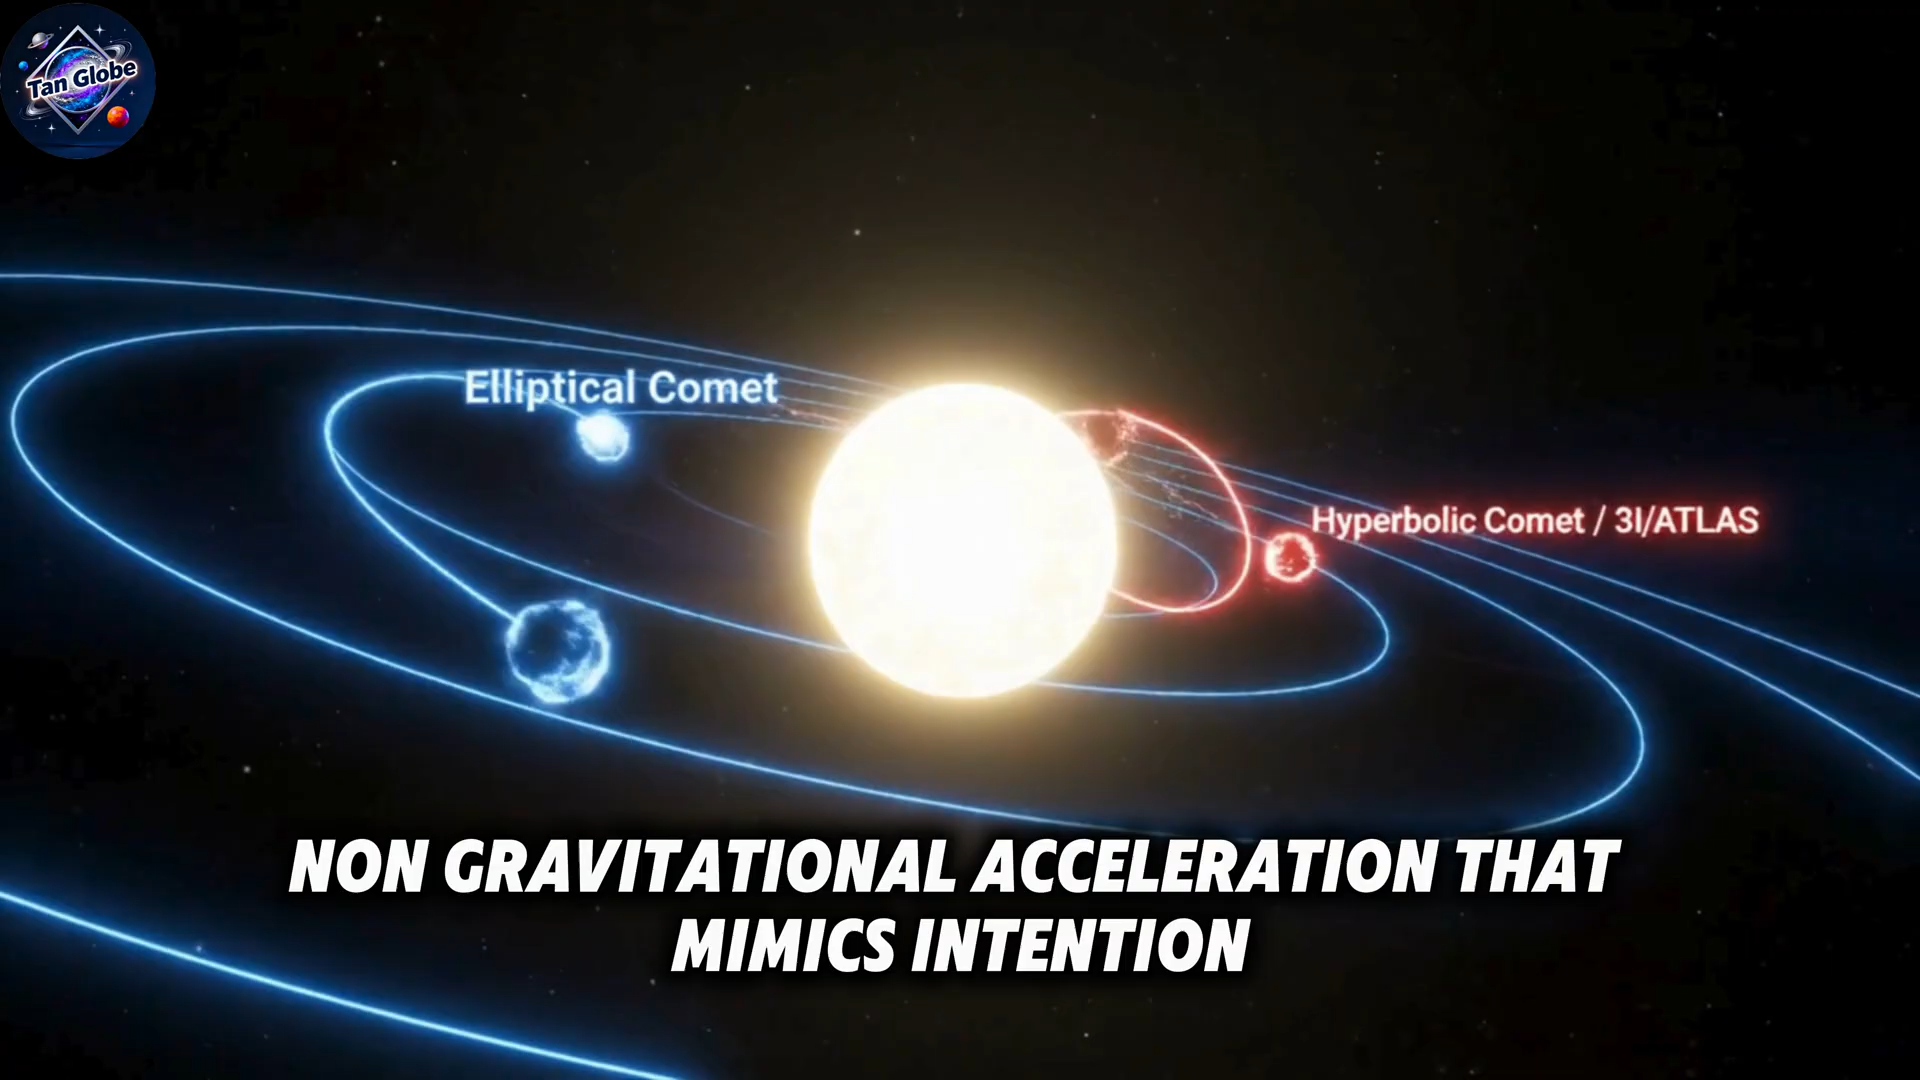 Tan Globe
Elliptical Comet
Hyperbolic Comet / 3I/ATLAS
NON GRAVITATIONAL ACCELERATION THAT
MIMICS INTENTION